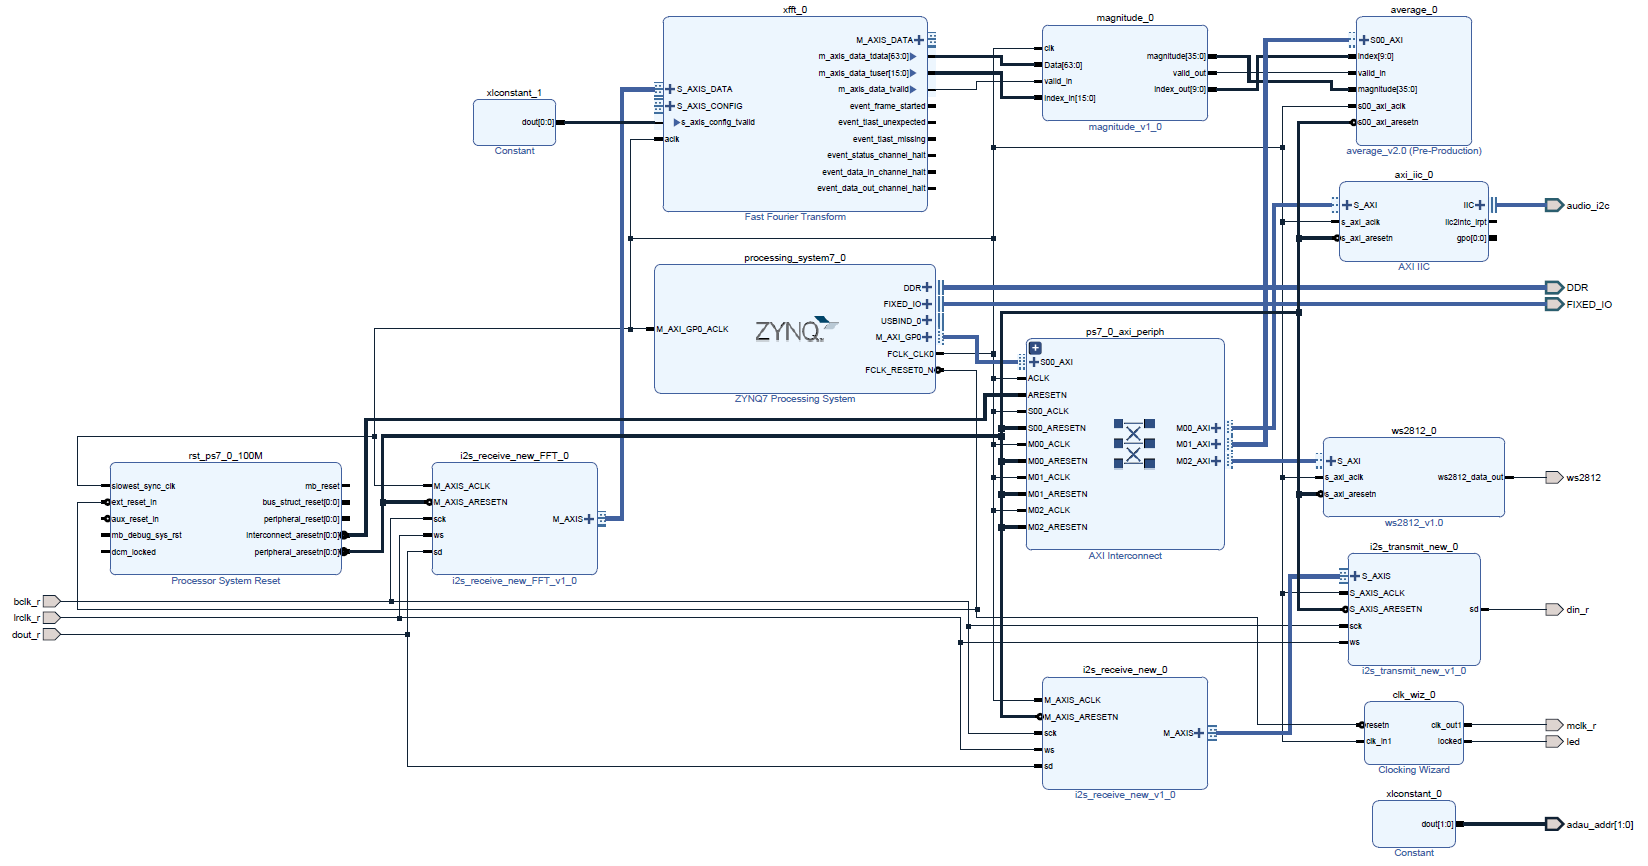 xfft_0
M_AXIS_DATA
m_axis_data_tdata[63:0]
m_axis_data_tuser[15:0]
m_axis_data_tvalid
S_AXIS_DATA
S_AXIS_CONFIG
s_axis_config_tvalid
aclk
event_frame_started
event_tlast_unexpected
event_tlast_missing
event_status_channel_halt
event_data_in_channel_halt
event_data_out_channel_halt
Fast Fourier Transform
xlconstant_1
dout[0:0]
Constant
magnitude_0
clk
Data[63:0]
valid_in
index_in[15:0]
magnitude[35:0]
valid_out
index_out[9:0]
magnitude_v1_0
average_0
S00_AXI
index[9:0]
valid_in
magnitude[35:0]
s00_axi_aclk
s00_axi_aresetn
average_v2.0 (Pre-Production)
axi_iic_0
S_AXI
s_axi_aclk
s_axi_aresetn
IIC
iic2intc_irpt
gpo[0:0]
AXI IIC
audio_i2c
DDR
FIXED_IO
processing_system7_0
M_AXI_GP0_ACLK
ZYNQ
DDR
FIXED_IO
USBIND_0
M_AXI_GP0
FCLK_CLK0
FCLK_RESET0_N
ZYNQ7 Processing System
ps7_0_axi_periph
S00_AXI
ACLK
ARESETN
S00_ACLK
S00_ARESETN
M00_ACLK
M00_ARESETN
M01_ACLK
M01_ARESETN
M02_ACLK
M02_ARESETN
M00_AXI
M01_AXI
M02_AXI
AXI Interconnect
rst_ps7_0_100M
slowest_sync_clk
ext_reset_in
aux_reset_in
mb_debug_sys_rst
dcm_locked
mb_reset
bus_struct_reset[0:0]
peripheral_reset[0:0]
interconnect_aresetn[0:0]
peripheral_aresetn[0:0]
Processor System Reset
i2s_receive_new_FFT_0
M_AXIS_ACLK
M_AXIS_ARESETN
sck
ws
sd
M_AXIS
i2s_receive_new_FFT_v1_0
ws2812_0
S_AXI
s_axi_aclk
s_axi_aresetn
ws2812_data_out
ws2812_v1.0
ws2812
i2s_transmit_new_0
S_AXIS
S_AXIS_ACLK
S_AXIS_ARESETN
sck
ws
sd
i2s_transmit_new_v1_0
din_r
bclk_r
lrclk_r
dout_r
i2s_receive_new_0
M_AXIS_ACLK
M_AXIS_ARESETN
sck
ws
sd
M_AXIS
i2s_receive_new_v1_0
clk_wiz_0
resetn
clk_in1
clk_out1
locked
Clocking Wizard
mclk_r
led
xlconstant_0
dout[1:0]
Constant
adau_addr[1:0]